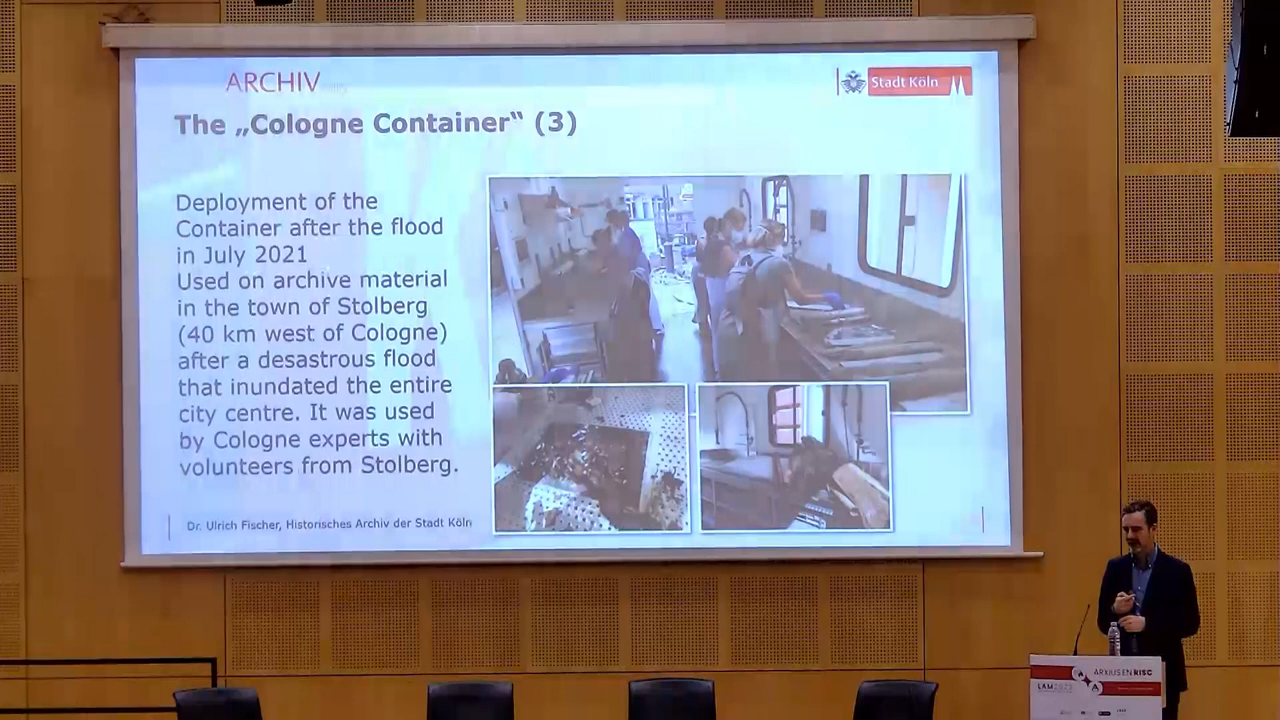 ARCHIV
Stadt Köln
The „Cologne Container“ (3)
Deployment of the
Container after the flood
in July 2021
Used on archive material
in the town of Stolberg
(40 km west of Cologne)
after a desastrous flood
that inundated the entire
city centre. It was used
by Cologne experts with
volunteers from Stolberg.
Dr. Ulrich Fischer, Historisches Archiv der Stadt Köln
ARXIUS EN RISC